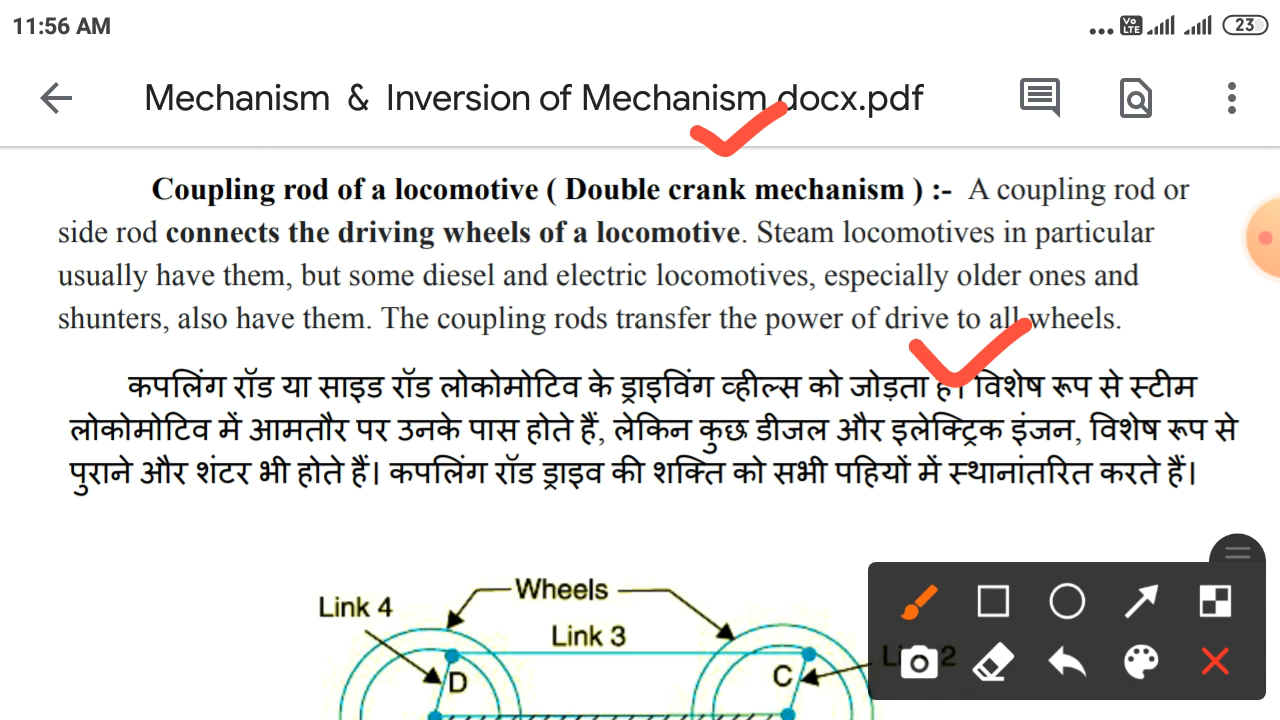 11:56 AM
Vo LTE
23
Mechanism & Inversion of Mechanism docx.pdf
Coupling rod of a locomotive ( Double crank mechanism ) :- A coupling rod or
side rod connects the driving wheels of a locomotive. Steam locomotives in particular
usually have them, but some diesel and electric locomotives, especially older ones and
shunters, also have them. The coupling rods transfer the power of drive to all wheels.
कपलिंग रॉड या साइड रॉड लोकोमोटिव के ड्राइविंग व्हील्स को जोड़ता है। विशेष रूप से स्टीम
लोकोमोटिव में आमतौर पर उनके पास होते हैं, लेकिन कुछ डीजल और इलेक्ट्रिक इंजन, विशेष रूप से
पुराने और शंटर भी होते हैं। कपलिंग रॉड ड्राइव की शक्ति को सभी पहियों में स्थानांतरित करते हैं।
Wheels
Link 4
Link 3
D
C
2